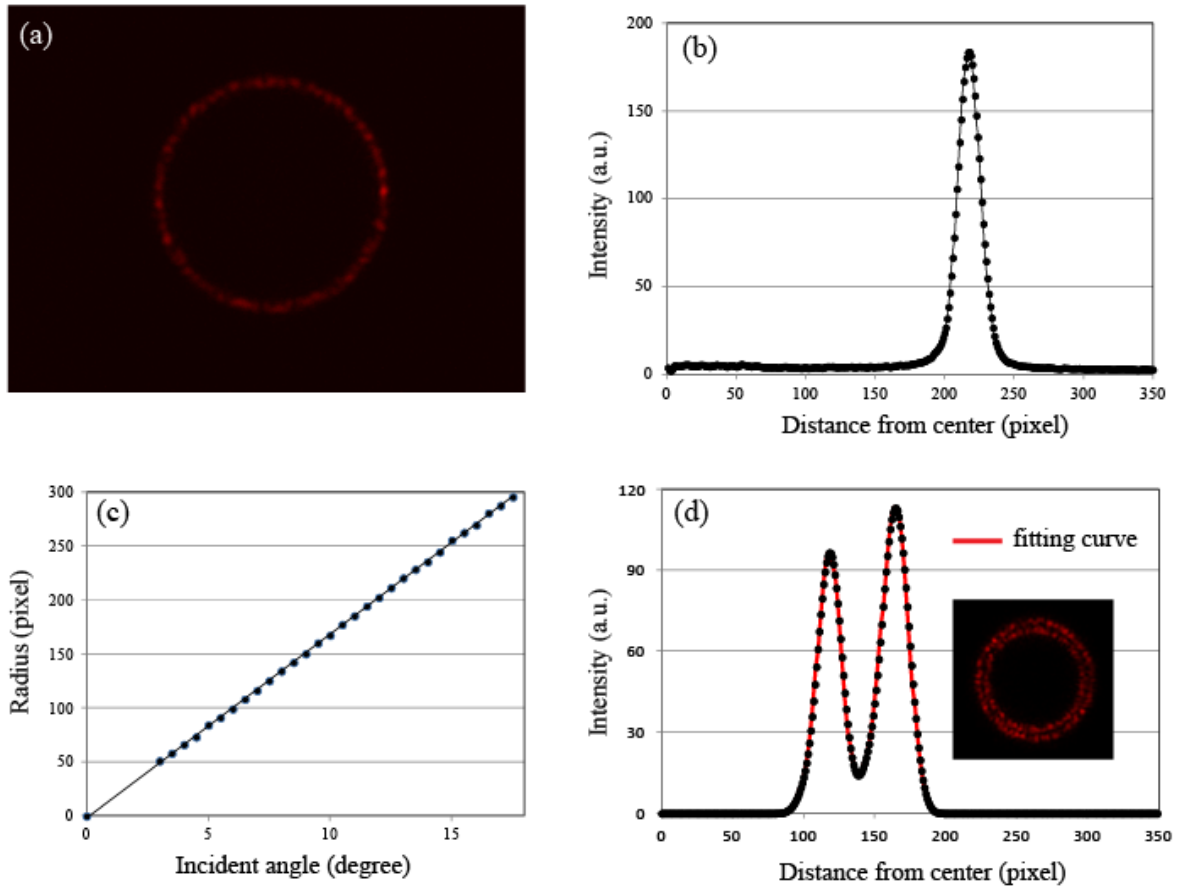 (a)
(b)
200
150
100
50
0
0 50 100 150 200 250 300 350
Intensity (a.u.)
Distance from center (pixel)
(c)
300
250
200
150
100
50
0
0 5 10 15
Radius (pixel)
Incident angle (degree)
(d)
120
90
60
30
0
0 50 100 150 200 250 300 350
Intensity (a.u.)
fitting curve
Distance from center (pixel)